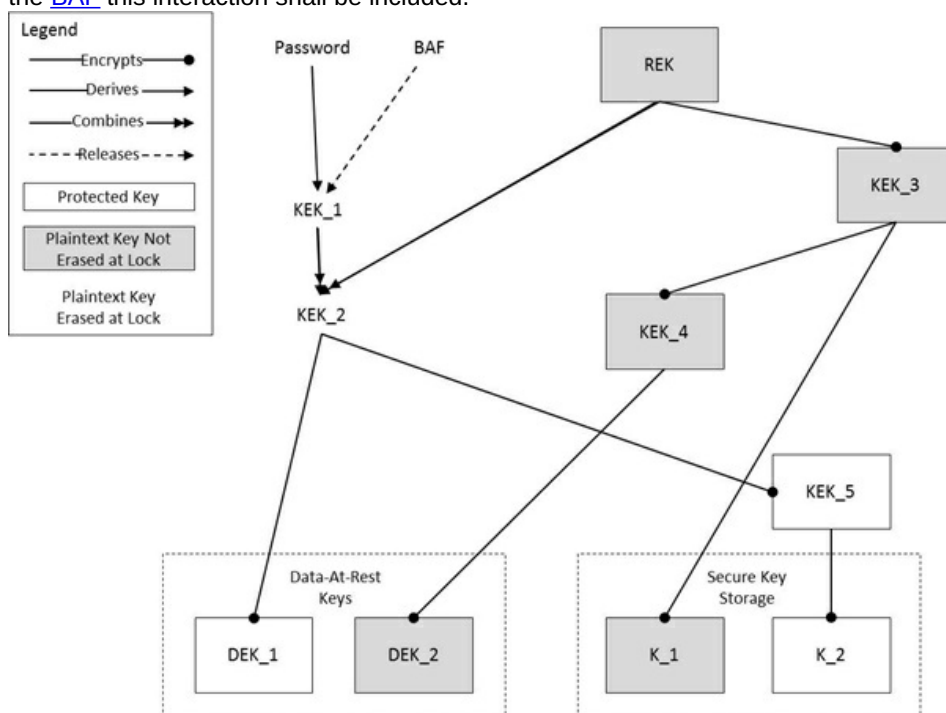 the BAF this interaction shall be included.
Legend
Encrypts
Derives
Combines
Releases
Protected Key
Plaintext Key Not
Erased at Lock
Plaintext Key
Erased at Lock
Password
BAF
REK
KEK_1
KEK_3
KEK_2
KEK_4
KEK_5
Data-At-Rest
Keys
Secure Key
Storage
DEK_1
DEK_2
K_1
K_2